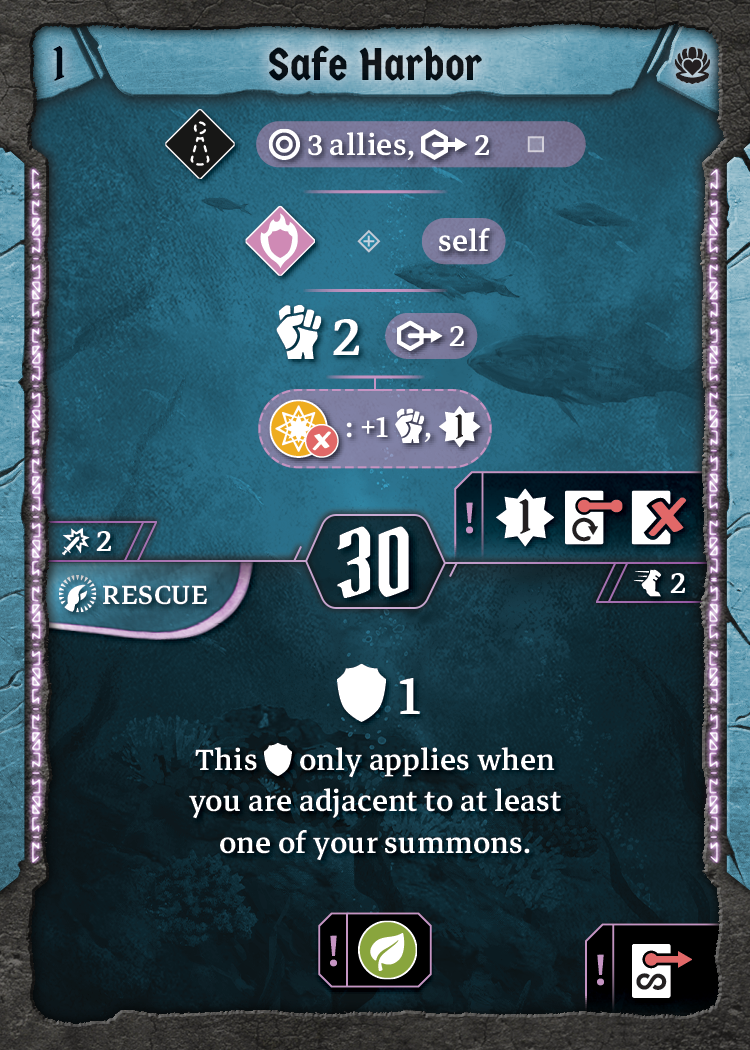 1
Safe Harbor
3 allies, 2
self
2 2
: +1 , 1
! 1
2
30
RESCUE
2
1
This only applies when
you are adjacent to at least
one of your summons.
!
!